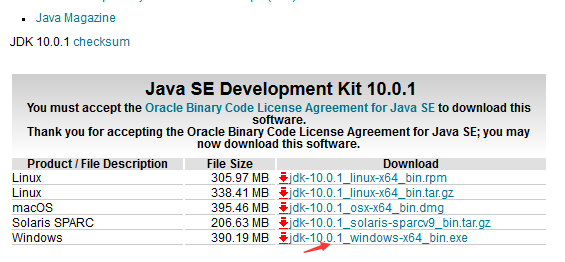 Java Magazine
JDK 10.0.1 checksum
Java SE Development Kit 10.0.1
You must accept the Oracle Binary Code License Agreement for Java SE to download this
software.
Thank you for accepting the Oracle Binary Code License Agreement for Java SE; you may
now download this software.
Product / File Description File Size Download
Linux 305.97 MB jdk-10.0.1_linux-x64_bin.rpm
Linux 338.41 MB jdk-10.0.1_linux-x64_bin.tar.gz
macOS 395.46 MB jdk-10.0.1_osx-x64_bin.dmg
Solaris SPARC 206.63 MB jdk-10.0.1_solaris-sparcv9_bin.tar.gz
Windows 390.19 MB jdk-10.0.1_windows-x64_bin.exe